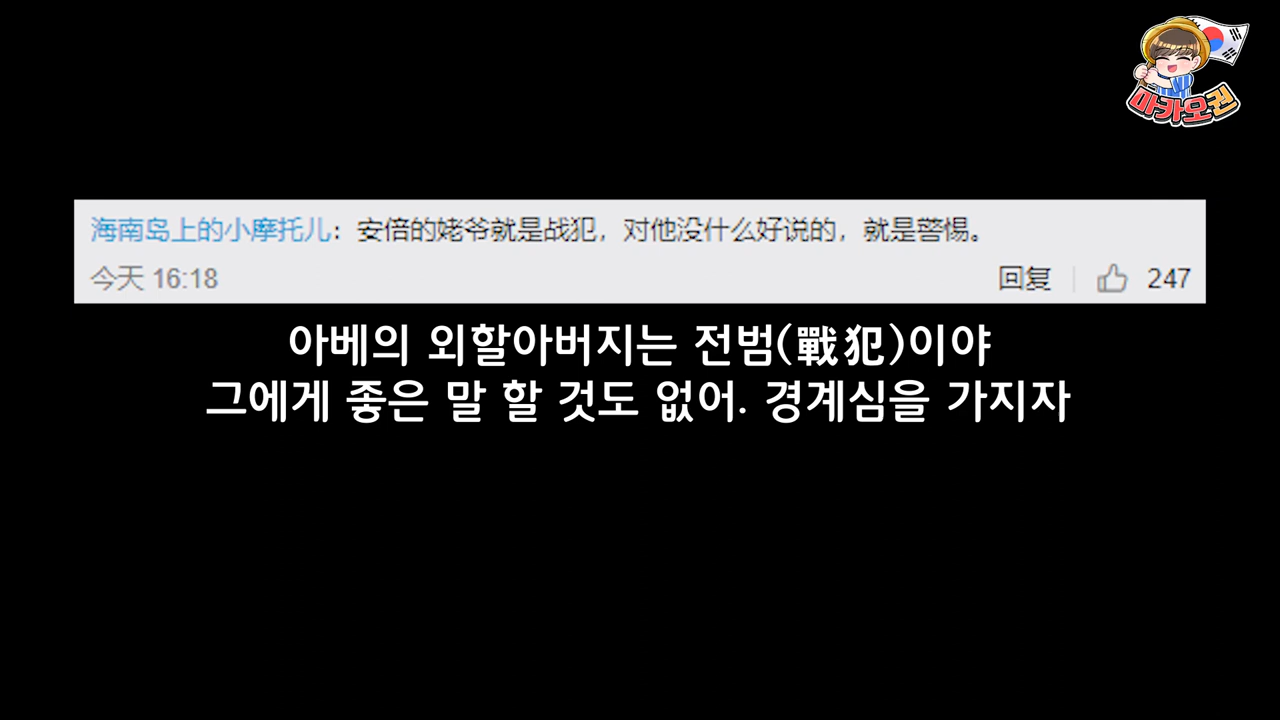 마카오권
海南岛上的小摩托儿：安倍的姥爷就是战犯，对他没什么好说的，就是警惕。
今天 16:18
回复 247
아베의 외할아버지는 전범(戰犯)이야
그에게 좋은 말 할 것도 없어. 경계심을 가지자